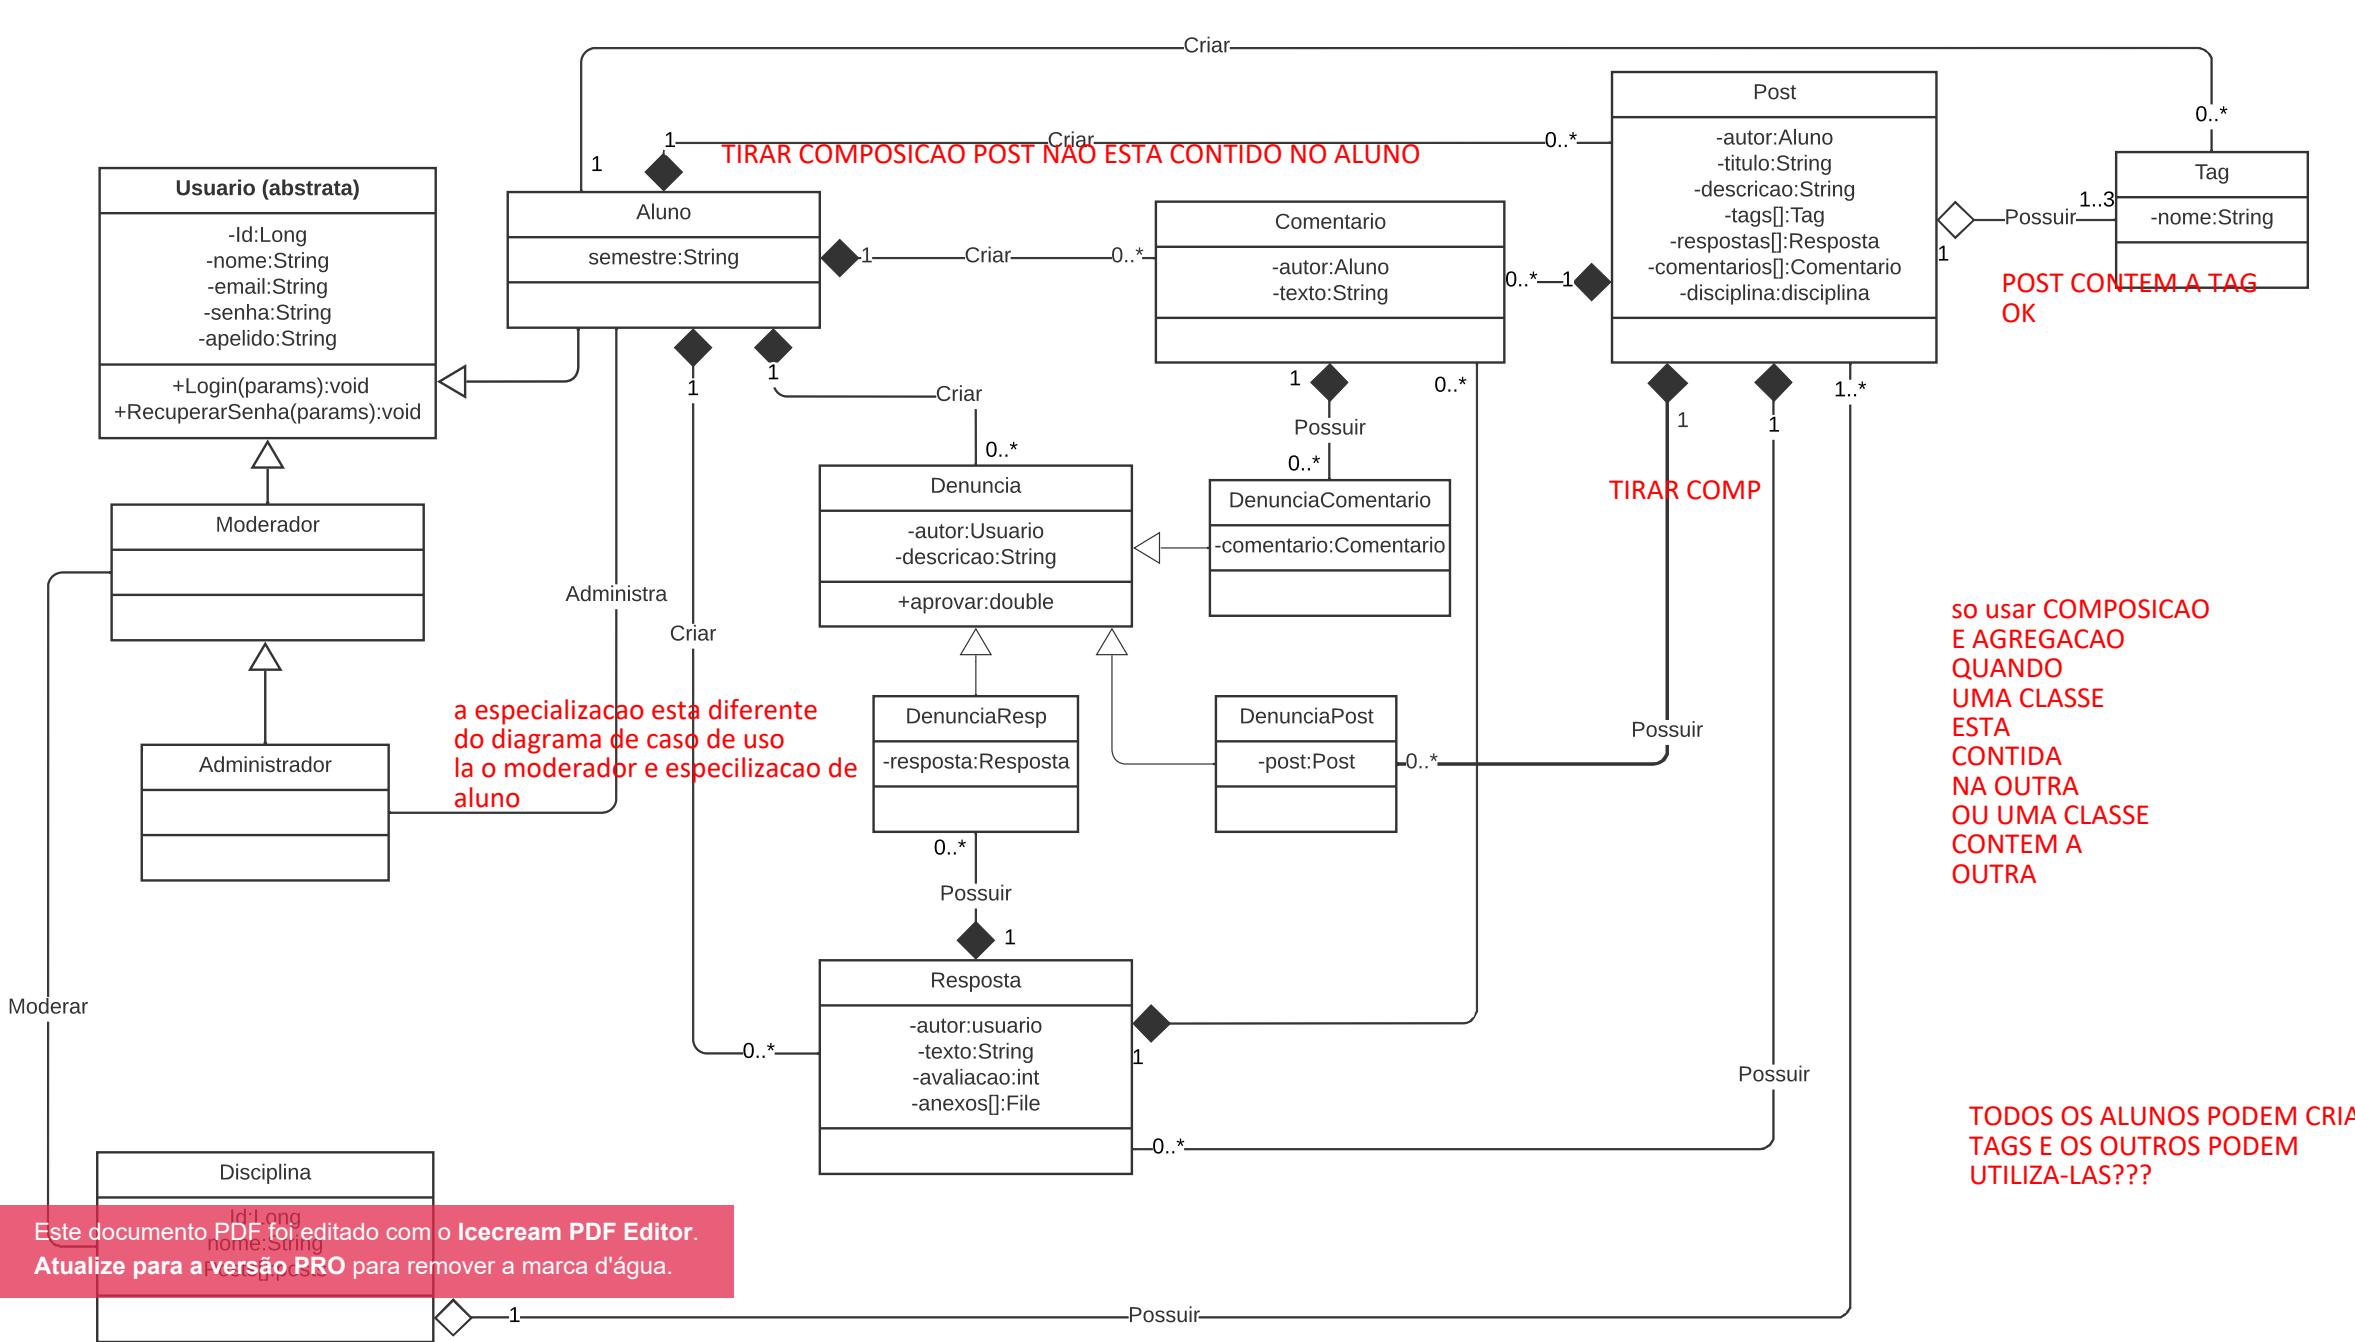 Criar
0..*
1
1
Criar
0..*
TIRAR COMPOSICAO POST NAO ESTA CONTIDO NO ALUNO
Usuario (abstrata)
-Id:Long
-nome:String
-email:String
-senha:String
-apelido:String
+Login(params):void
+RecuperarSenha(params):void
Aluno
semestre:String
1
Criar
0..*
Comentario
-autor:Aluno
-texto:String
0..*
1
Post
-autor:Aluno
-titulo:String
-descricao:String
-tags[]:Tag
-respostas[]:Resposta
-comentarios[]:Comentario
-disciplina:disciplina
1
Possuir
1..3
Tag
-nome:String
POST CONTEM A TAG
OK
1
1
Criar
0..*
1
Possuir
0..*
0..*
1
1
1..*
Moderador
Denuncia
-autor:Usuario
-descricao:String
+aprovar:double
DenunciaComentario
-comentario:Comentario
TIRAR COMP
Administra
Criar
so usar COMPOSICAO
E AGREGACAO
QUANDO
UMA CLASSE
ESTA
CONTIDA
NA OUTRA
OU UMA CLASSE
CONTEM A
OUTRA
Administrador
a especializacao esta diferente
do diagrama de caso de uso
la o moderador e especilizacao de
aluno
DenunciaResp
-resposta:Resposta
DenunciaPost
-post:Post
0..*
Possuir
0..*
Possuir
1
Resposta
-autor:usuario
-texto:String
-avaliacao:int
-anexos[]:File
0..*
1
0..*
Possuir
Moderar
TODOS OS ALUNOS PODEM CRIA
TAGS E OS OUTROS PODEM
UTILIZA-LAS???
Disciplina
Id:Long
nome:String
Este documento PDF foi editado com o Icecream PDF Editor.
Atualize para a versão PRO para remover a marca d'água.
1
Possuir